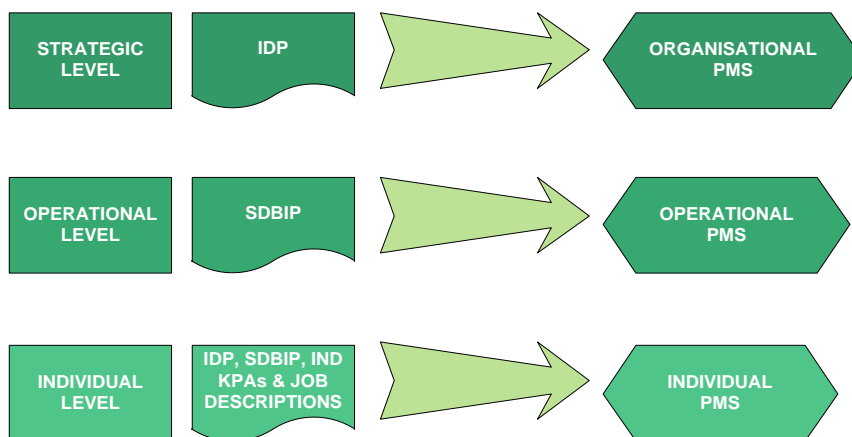 STRATEGIC
LEVEL
IDP
ORGANISATIONAL
PMS
OPERATIONAL
LEVEL
SDBIP
OPERATIONAL
PMS
INDIVIDUAL
LEVEL
IDP, SDBIP, IND
KPAs & JOB
DESCRIPTIONS
INDIVIDUAL
PMS